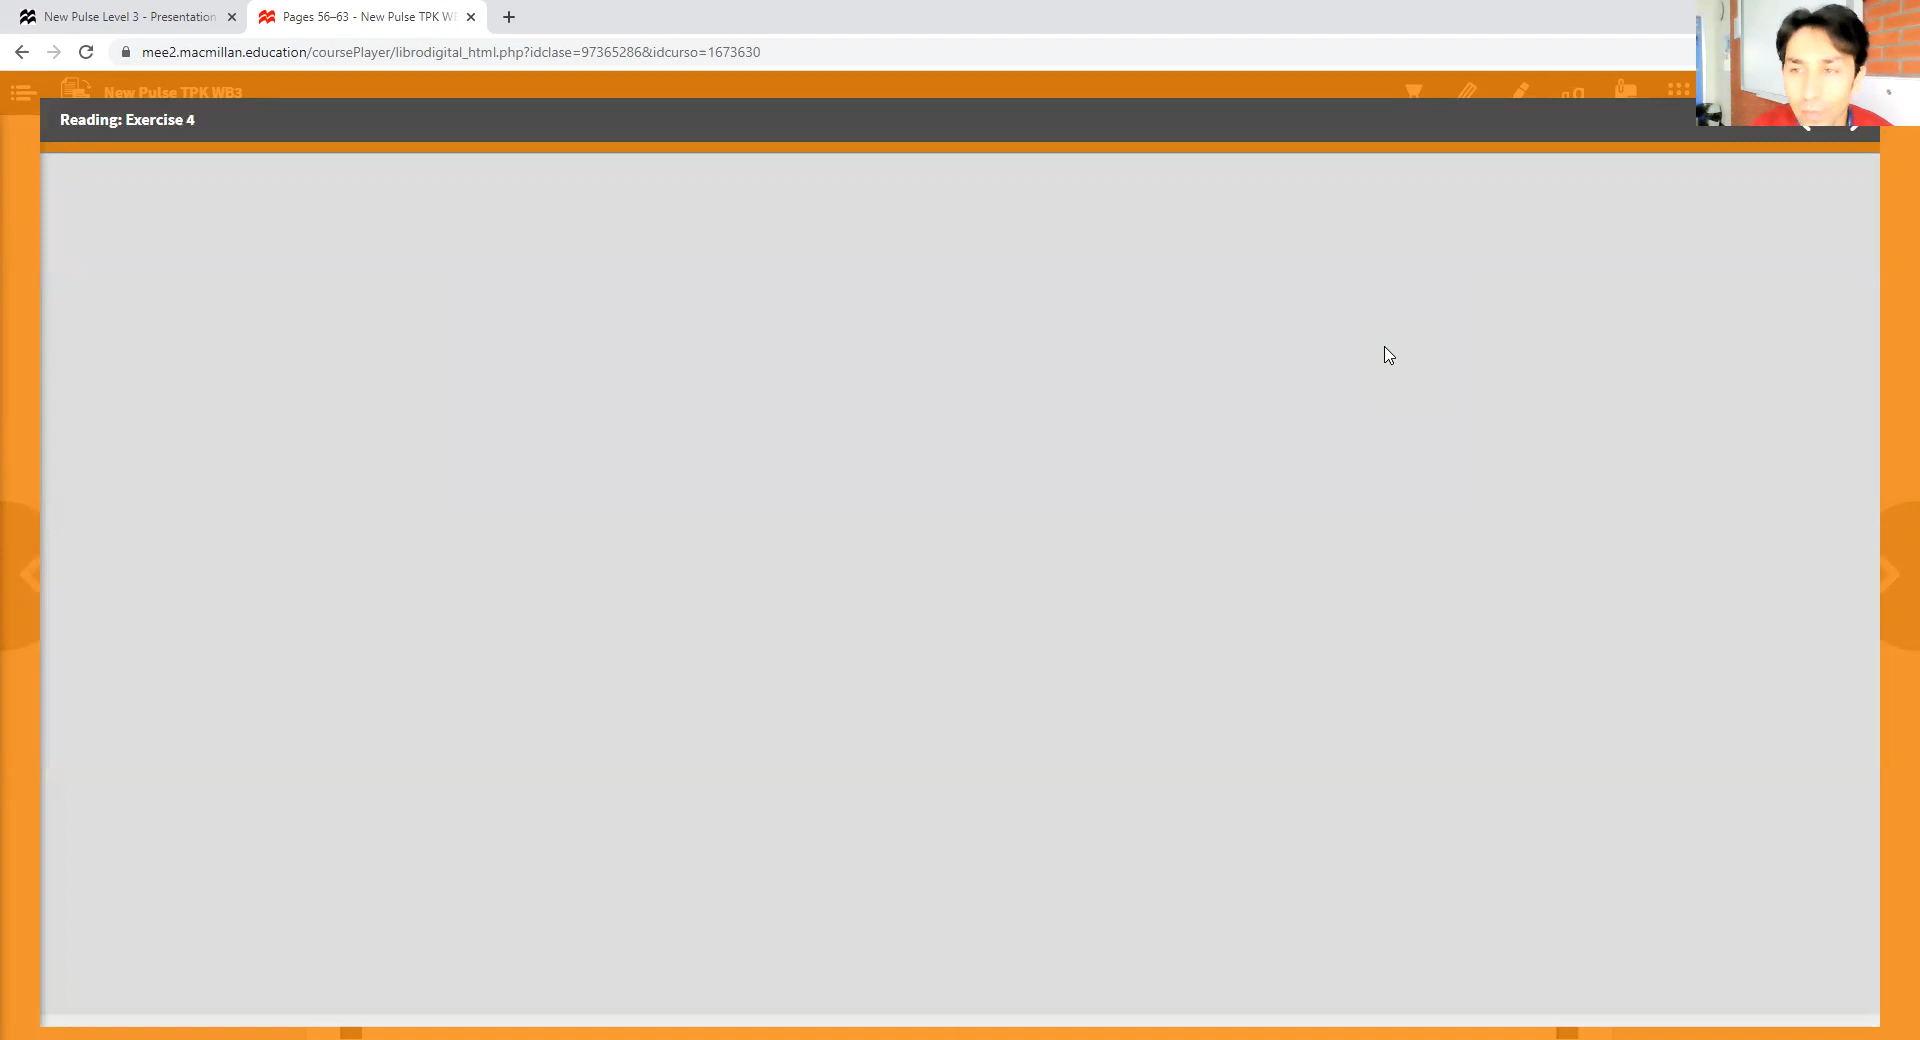 New Pulse Level 3 - Presentation
Pages 56–63 - New Pulse TPK W
mee2.macmillan.education/coursePlayer/librodigital_html.php?idclase=97365286&idcurso=1673630
New Pulse TPK WB3
Reading: Exercise 4